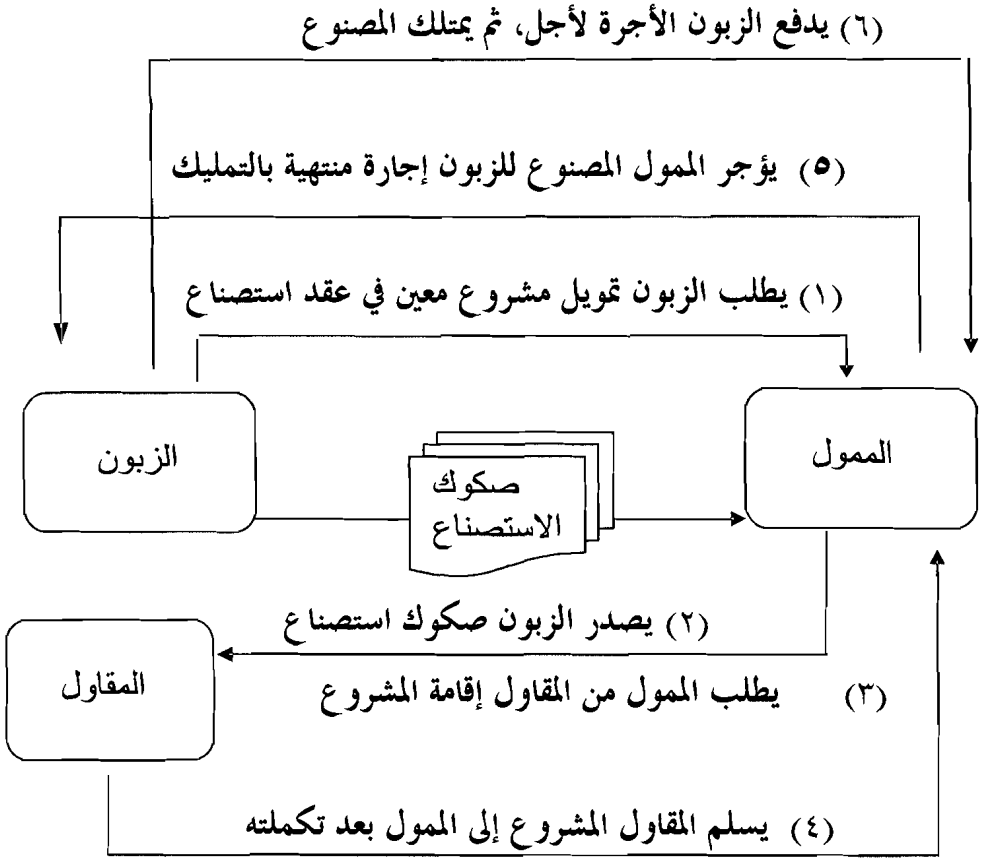 (٦) يدفع الزبون الأجرة لأجل، ثم يمتلك المصنوع
(٥) يؤجر الممول المصنوع للزبون إجارة منتهية بالتمليك
(١) يطلب الزبون تمويل مشروع معين في عقد استصناع
الممول
الزبون
صكوك
الاستصناع
(٢) يصدر الزبون صكوك استصناع
المقاول
(٣) يطلب الممول من المقاول إقامة المشروع
(٤) يسلم المقاول المشروع إلى الممول بعد تكملته